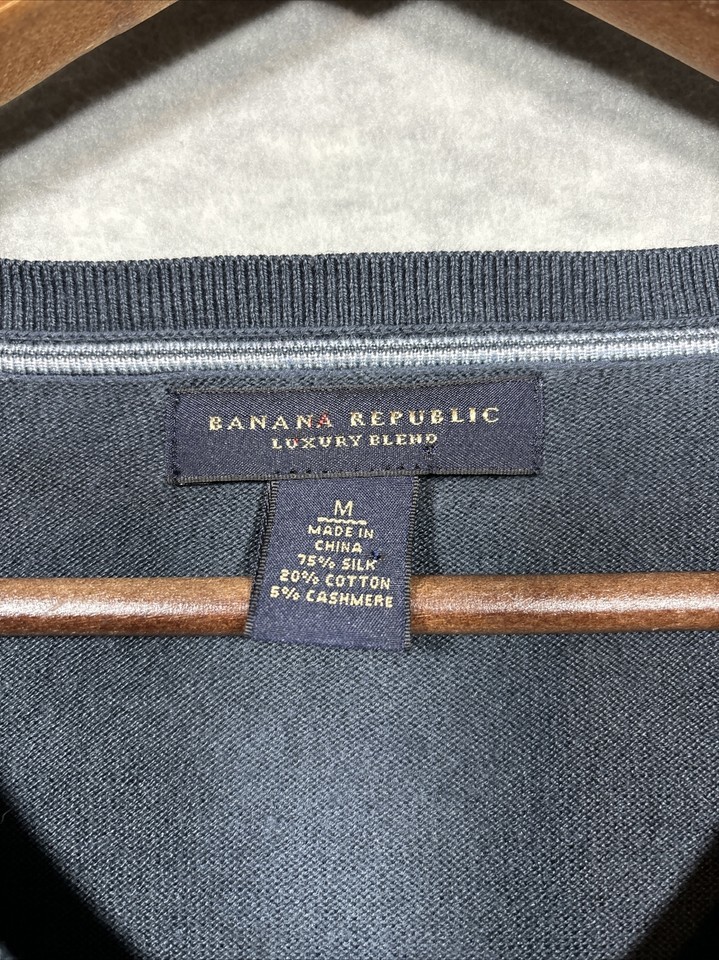 BANANA REPUBLIC
LUXURY BLEND
M
MADE IN
CHINA
75% SILK
20% COTTON
5% CASHMERE